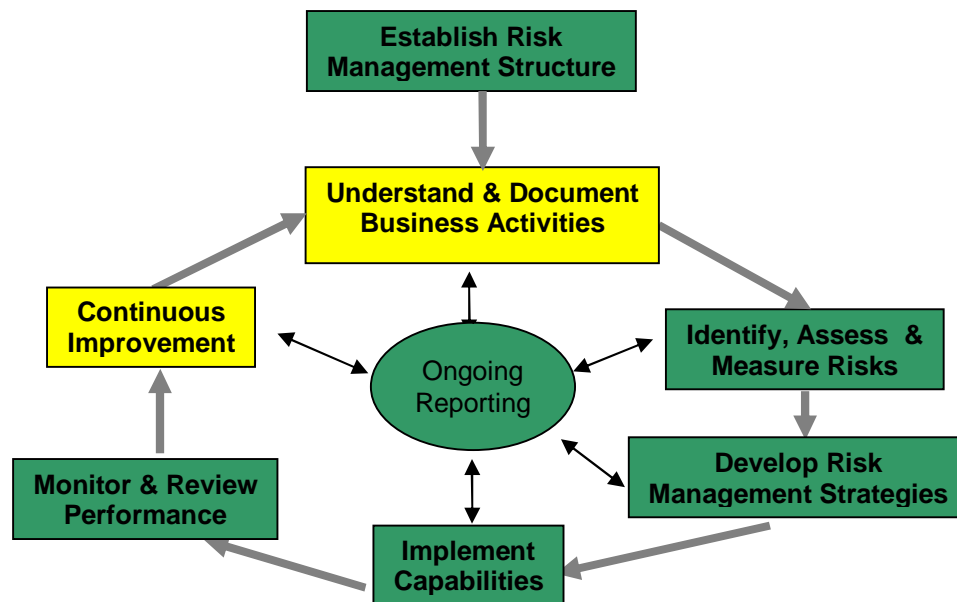 Establish Risk
Management Structure
Understand & Document
Business Activities
Continuous
Improvement
Identify, Assess & 
Measure Risks
Ongoing
Reporting
Monitor & Review
Performance
Develop Risk
Management Strategies
Implement
Capabilities